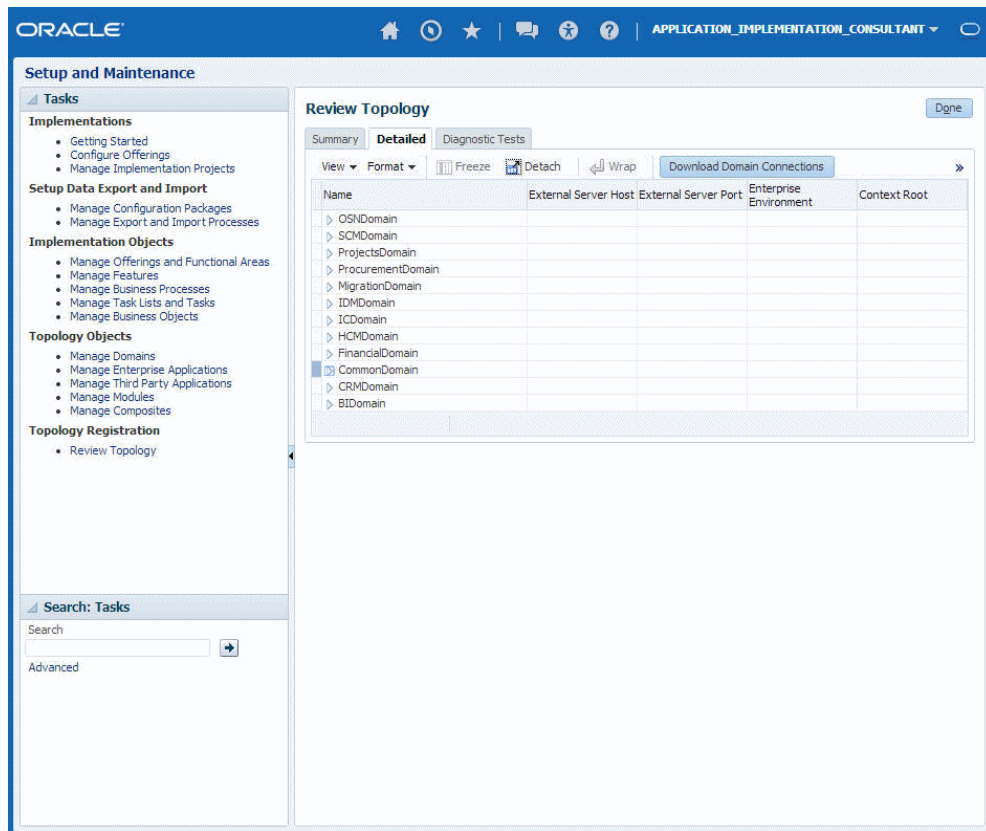 ORACLE
APPLICATION_IMPLEMENTATION_CONSULTANT
Setup and Maintenance
Tasks
Implementations
Getting Started
Configure Offerings
Manage Implementation Projects
Setup Data Export and Import
Manage Configuration Packages
Manage Export and Import Processes
Implementation Objects
Manage Offerings and Functional Areas
Manage Features
Manage Business Processes
Manage Task Lists and Tasks
Manage Business Objects
Topology Objects
Manage Domains
Manage Enterprise Applications
Manage Third Party Applications
Manage Modules
Manage Composites
Topology Registration
Review Topology
Search: Tasks
Search
Advanced
Review Topology
Done
Summary Detailed Diagnostic Tests
View Format Freeze Detach Wrap Download Domain Connections »
Name External Server Host External Server Port Enterprise Environment Context Root
OSNDomain
SCMDomain
ProjectsDomain
ProcurementDomain
MigrationDomain
IDMDomain
ICDomain
HCMDomain
FinancialDomain
CommonDomain
CRMDomain
BIDomain